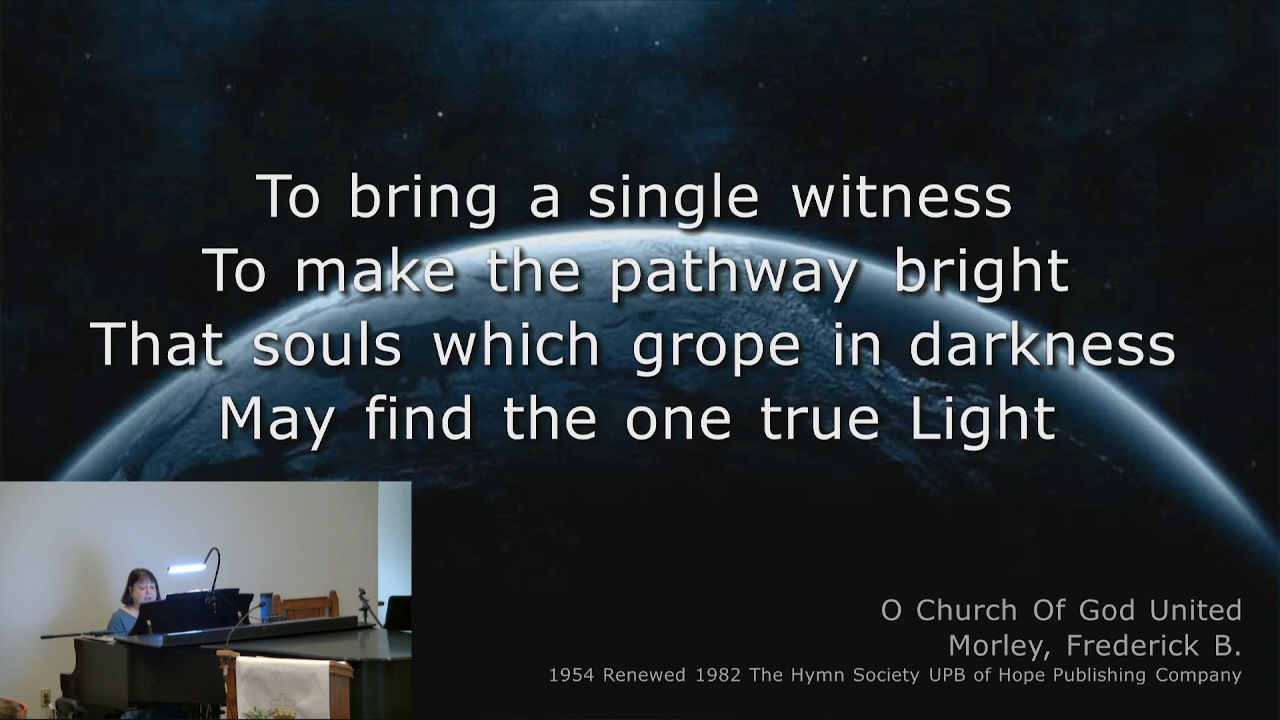 To bring a single witness
To make the pathway bright
That souls which grope in darkness
May find the one true Light
O Church Of God United
Morley, Frederick B.
1954 Renewed 1982 The Hymn Society UPB of Hope Publishing Company